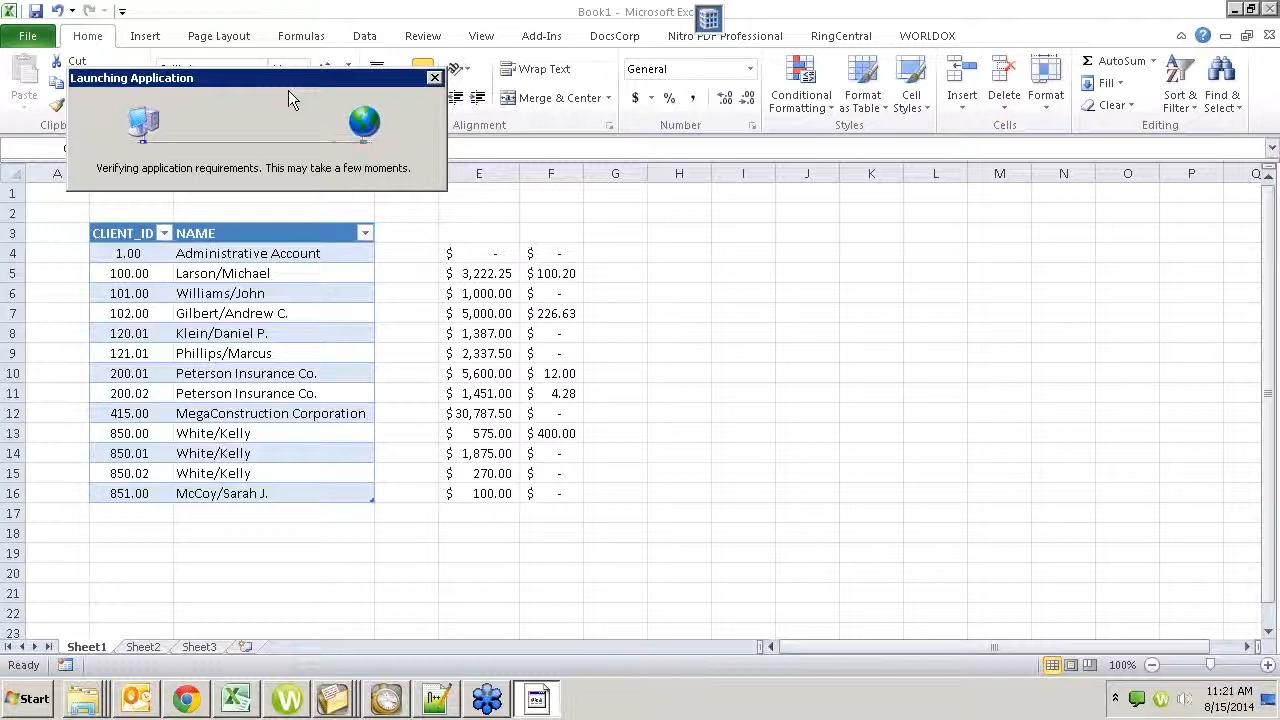 Book1 - Microsoft Exc
File Home Insert Page Layout Formulas Data Review View Add-Ins DocsCorp Nitro PDF Professional RingCentral WORLDOX
Cut
Paste
Wrap Text
Merge & Center
General
$ % ,
Conditional Formatting
Format as Table
Cell Styles
Insert
Delete
Format
AutoSum
Fill
Clear
Sort & Filter
Find & Select
Alignment Number Styles Cells Editing
Launching Application
Verifying application requirements. This may take a few moments.
A E F G H I J K L M N O P Q
1
2
3 CLIENT_ID NAME
4 1.00 Administrative Account $ - $ -
5 100.00 Larson/Michael $ 3,222.25 $ 100.20
6 101.00 Williams/John $ 1,000.00 $ -
7 102.00 Gilbert/Andrew C. $ 5,000.00 $ 226.63
8 120.01 Klein/Daniel P. $ 1,387.00 $ -
9 121.01 Phillips/Marcus $ 2,337.50 $ -
10 200.01 Peterson Insurance Co. $ 5,600.00 $ 12.00
11 200.02 Peterson Insurance Co. $ 1,451.00 $ 4.28
12 415.00 MegaConstruction Corporation $ 30,787.50 $ -
13 850.00 White/Kelly $ 575.00 $ 400.00
14 850.01 White/Kelly $ 1,875.00 $ -
15 850.02 White/Kelly $ 270.00 $ -
16 851.00 McCoy/Sarah J. $ 100.00 $ -
17
18
19
20
21
22
23
Sheet1 Sheet2 Sheet3
Ready 100%
Start
11:21 AM
8/15/2014